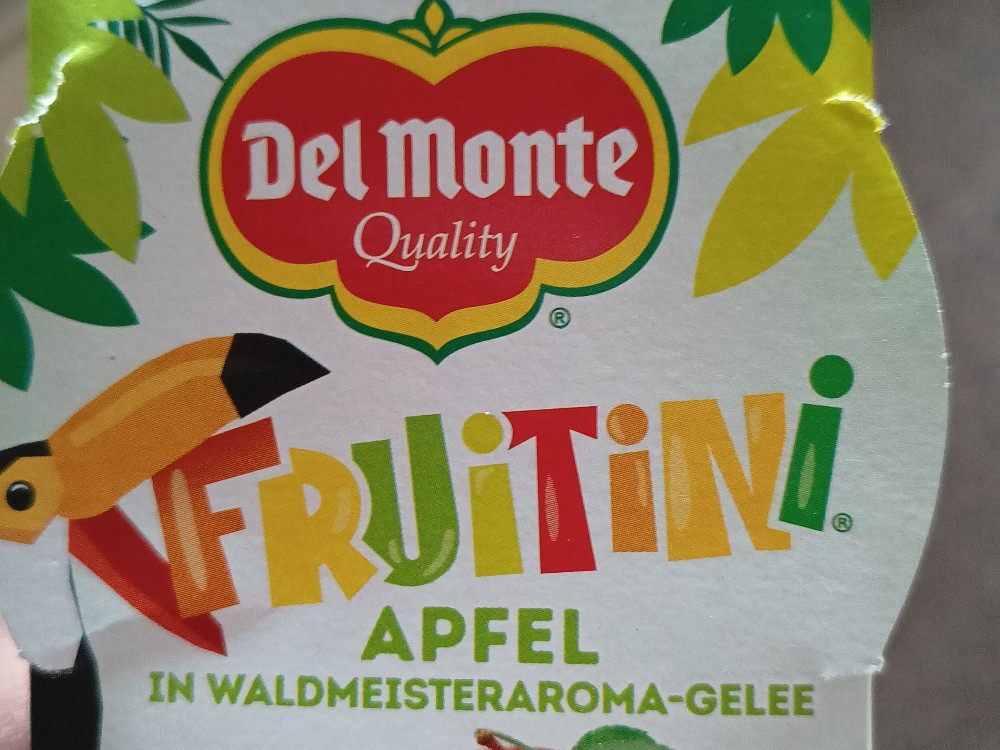 Del Monte
Quality
®
FRUiTiNi
®
APFEL
IN WALDMEISTERAROMA-GELEE